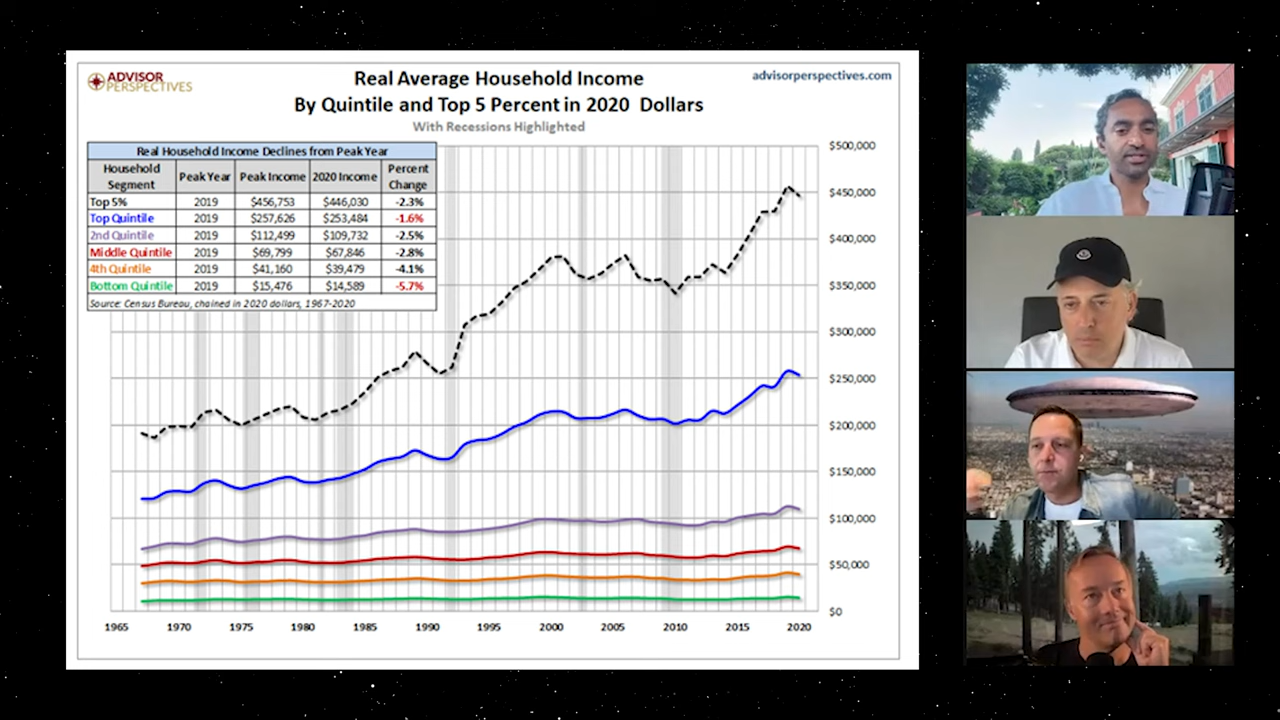 ADVISOR
PERSPECTIVES
Real Average Household Income
By Quintile and Top 5 Percent in 2020 Dollars
With Recessions Highlighted
advisorperspectives.com
Real Household Income Declines from Peak Year
Household Segment Peak Year Peak Income 2020 Income Percent Change
Top 5% 2019 $456,753 $446,030 -2.3%
Top Quintile 2019 $257,626 $253,484 -1.6%
2nd Quintile 2019 $112,499 $109,732 -2.5%
Middle Quintile 2019 $69,799 $67,846 -2.8%
4th Quintile 2019 $41,160 $39,479 -4.1%
Bottom Quintile 2019 $15,476 $14,589 -5.7%
Source: Census Bureau, chained in 2020 dollars, 1967-2020
$500,000
$450,000
$400,000
$350,000
$300,000
$250,000
$200,000
$150,000
$100,000
$50,000
$0
1965 1970 1975 1980 1985 1990 1995 2000 2005 2010 2015 2020